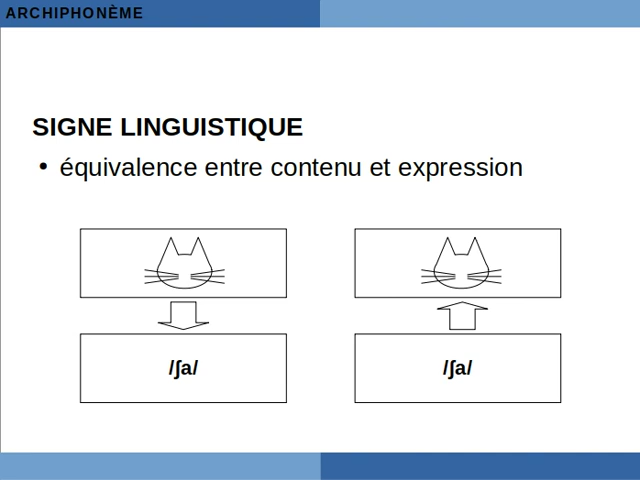 ARCHIPHONÈME
SIGNE LINGUISTIQUE
• équivalence entre contenu et expression
/ʃa/ /ʃa/